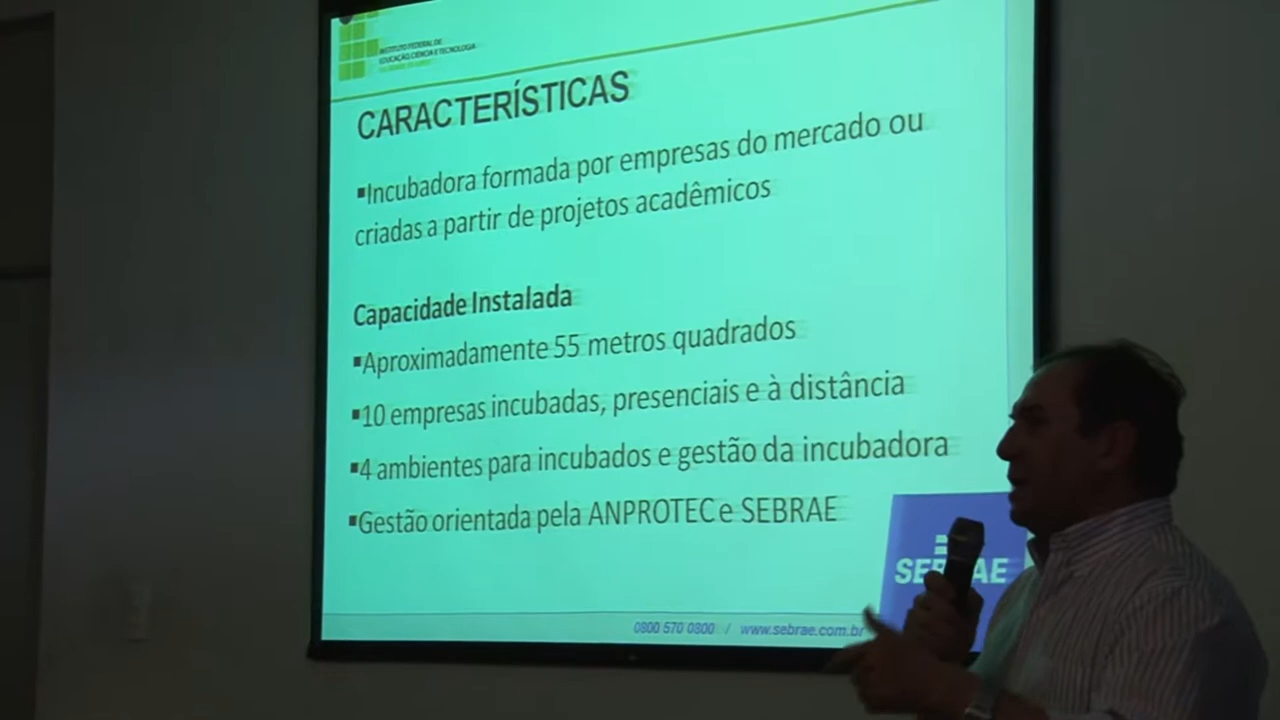 INSTITUTO FEDERAL DE
EDUCAÇÃO, CIÊNCIA E TECNOLOGIA
CARACTERÍSTICAS
▪Incubadora formada por empresas do mercado ou
criadas a partir de projetos acadêmicos
Capacidade Instalada
▪Aproximadamente 55 metros quadrados
▪10 empresas incubadas, presenciais e à distância
▪4 ambientes para incubados e gestão da incubadora
▪Gestão orientada pela ANPROTEC e SEBRAE
SEBRAE
0800 570 0800 / www.sebrae.com.br